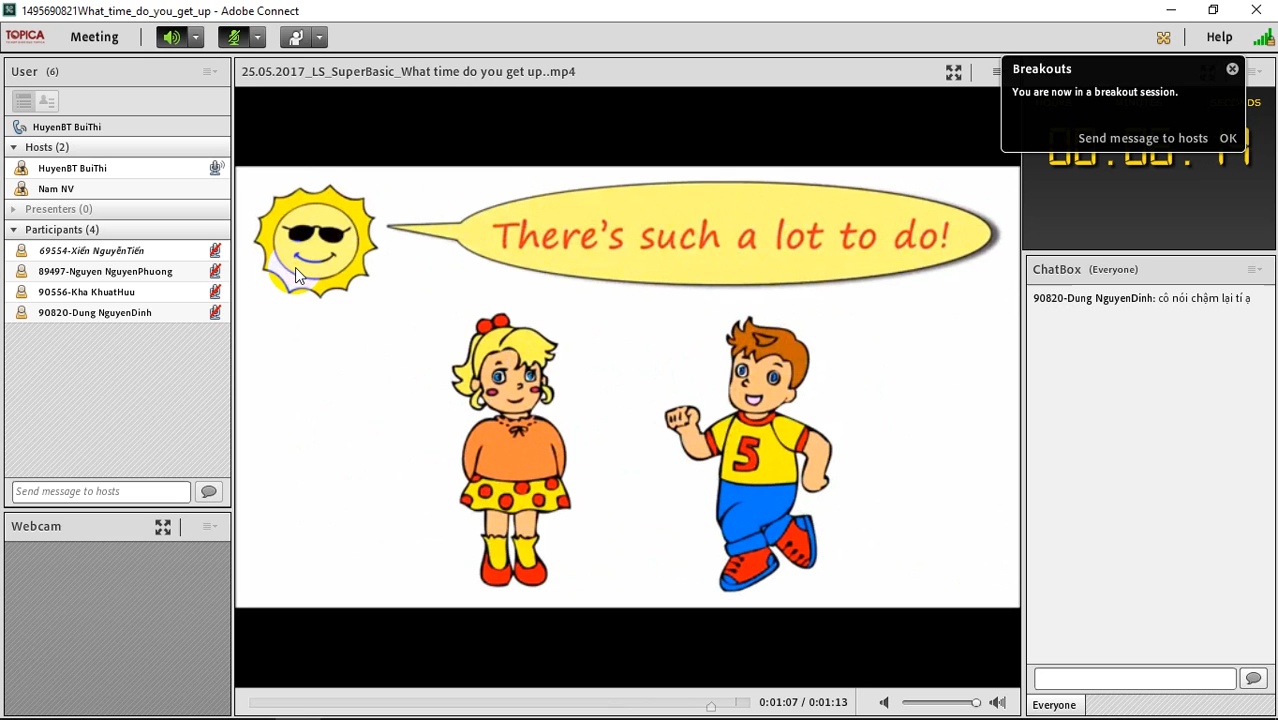 1495690821What_time_do_you_get_up - Adobe Connect
TOPICA
Meeting
Help
User (6)
HuyenBT BuiThi
Hosts (2)
HuyenBT BuiThi
Nam NV
Presenters (0)
Participants (4)
69554-Xiến NguyễnTiến
89497-Nguyen NguyenPhuong
90556-Kha KhuatHuu
90820-Dung NguyenDinh
Send message to hosts
Webcam
25.05.2017_LS_SuperBasic_What time do you get up..mp4
There's such a lot to do!
5
0:01:07 / 0:01:13
Breakouts
You are now in a breakout session.
Send message to hosts OK
ChatBox (Everyone)
90820-Dung NguyenDinh: cô nói chậm lại tí ạ
Everyone